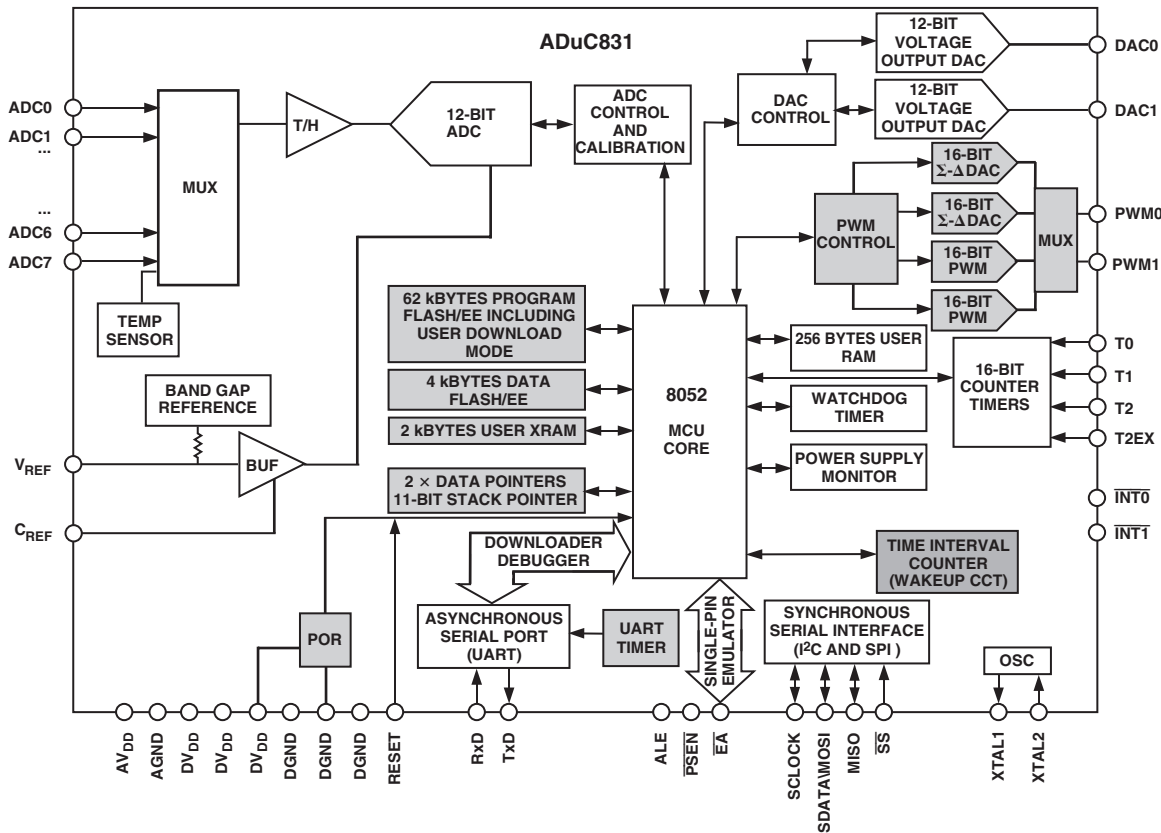 ADuC831
ADC0
ADC1
...
...
ADC6
ADC7
MUX
TEMP
SENSOR
T/H
12-BIT
ADC
ADC
CONTROL
AND
CALIBRATION
DAC
CONTROL
12-BIT
VOLTAGE
OUTPUT DAC
12-BIT
VOLTAGE
OUTPUT DAC
DAC0
DAC1
PWM
CONTROL
16-BIT
Σ-Δ DAC
16-BIT
Σ-Δ DAC
16-BIT
PWM
16-BIT
PWM
MUX
PWM0
PWM1
62 kBYTES PROGRAM
FLASH/EE INCLUDING
USER DOWNLOAD
MODE
4 kBYTES DATA
FLASH/EE
2 kBYTES USER XRAM
2 × DATA POINTERS
11-BIT STACK POINTER
8052
MCU
CORE
256 BYTES USER
RAM
WATCHDOG
TIMER
POWER SUPPLY
MONITOR
16-BIT
COUNTER
TIMERS
T0
T1
T2
T2EX
INT0
INT1
BAND GAP
REFERENCE
BUF
VREF
CREF
DOWNLOADER
DEBUGGER
TIME INTERVAL
COUNTER
(WAKEUP CCT)
POR
ASYNCHRONOUS
SERIAL PORT
(UART)
UART
TIMER
SINGLE-PIN
EMULATOR
SYNCHRONOUS
SERIAL INTERFACE
(I2C AND SPI )
OSC
AVDD
AGND
DVDD
DVDD
DVDD
DGND
DGND
DGND
RESET
RxD
TxD
ALE
PSEN
EA
SCLOCK
SDATA\MOSI
MISO
SS
XTAL1
XTAL2